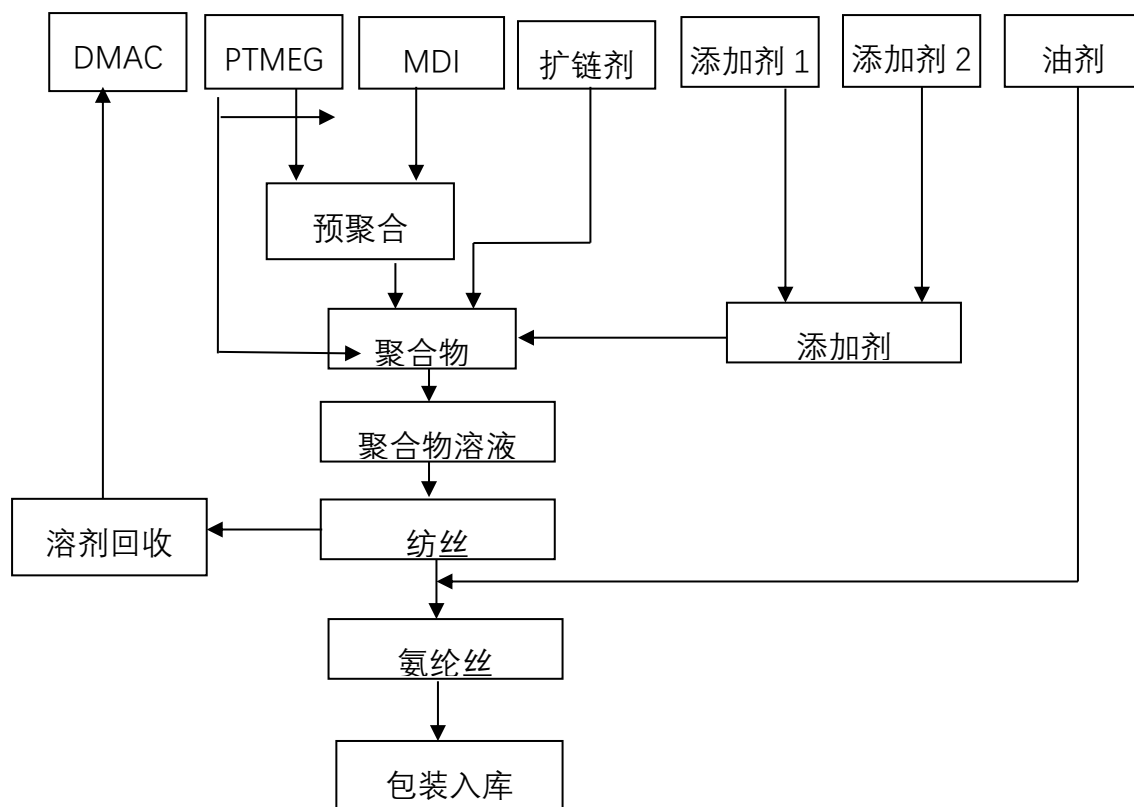 DMAC
PTMEG
MDI
扩链剂
添加剂 1
添加剂 2
油剂
预聚合
聚合物
添加剂
聚合物溶液
溶剂回收
纺丝
氨纶丝
包装入库